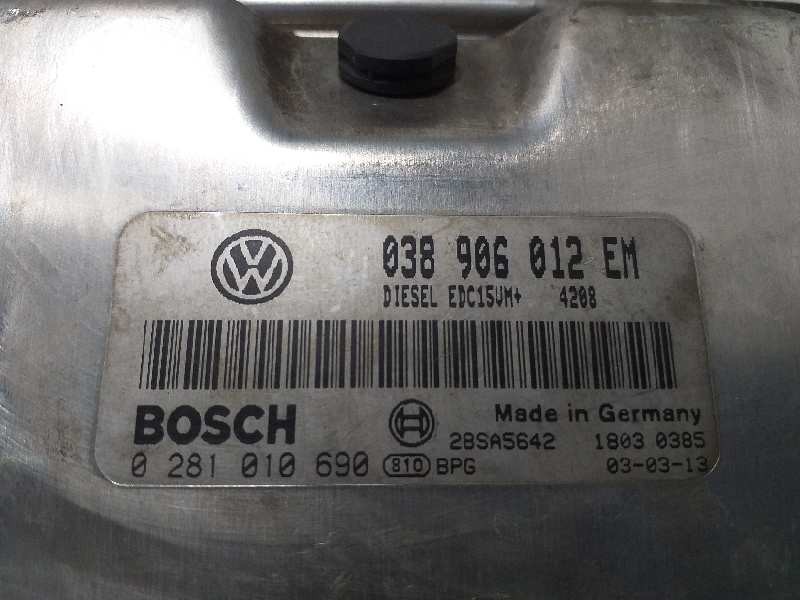 038 906 012 EM
DIESEL EDC15VM+ 4208
BOSCH
Made in Germany
28SA5642 1803 0385
0 281 010 690 810 BPG 03-03-13